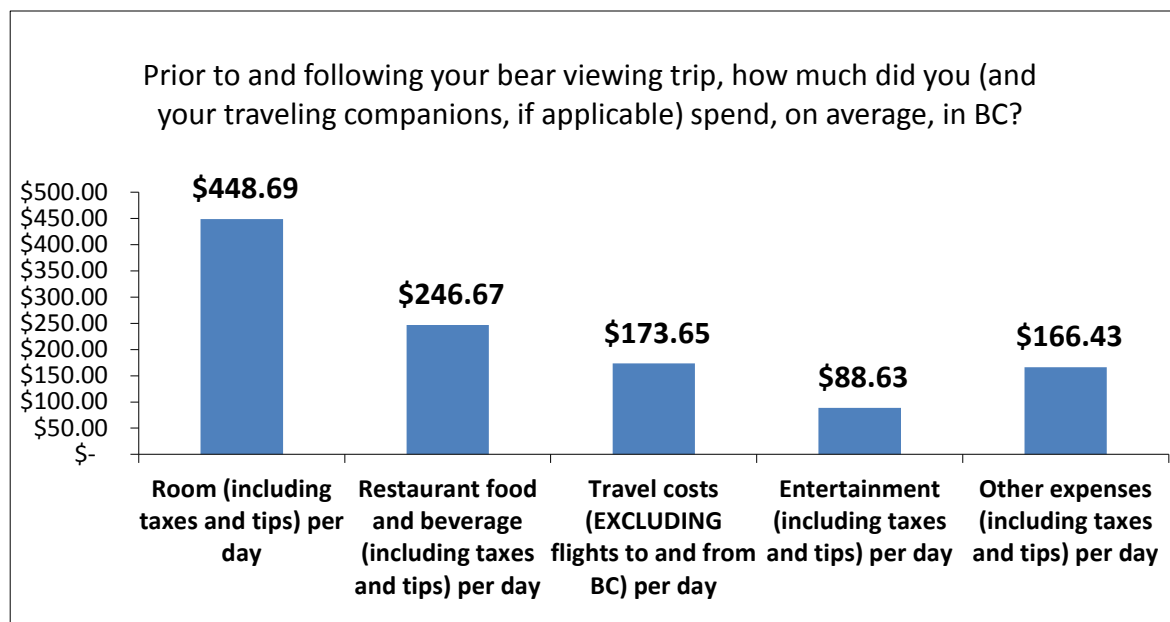 Prior to and following your bear viewing trip, how much did you (and
your traveling companions, if applicable) spend, on average, in BC?
$500.00
$450.00
$400.00
$350.00
$300.00
$250.00
$200.00
$150.00
$100.00
$50.00
$-
$448.69
$246.67
$173.65
$88.63
$166.43
Room (including
taxes and tips) per
day
Restaurant food
and beverage
(including taxes
and tips) per day
Travel costs
(EXCLUDING
flights to and from
BC) per day
Entertainment
(including taxes
and tips) per day
Other expenses
(including taxes
and tips) per day